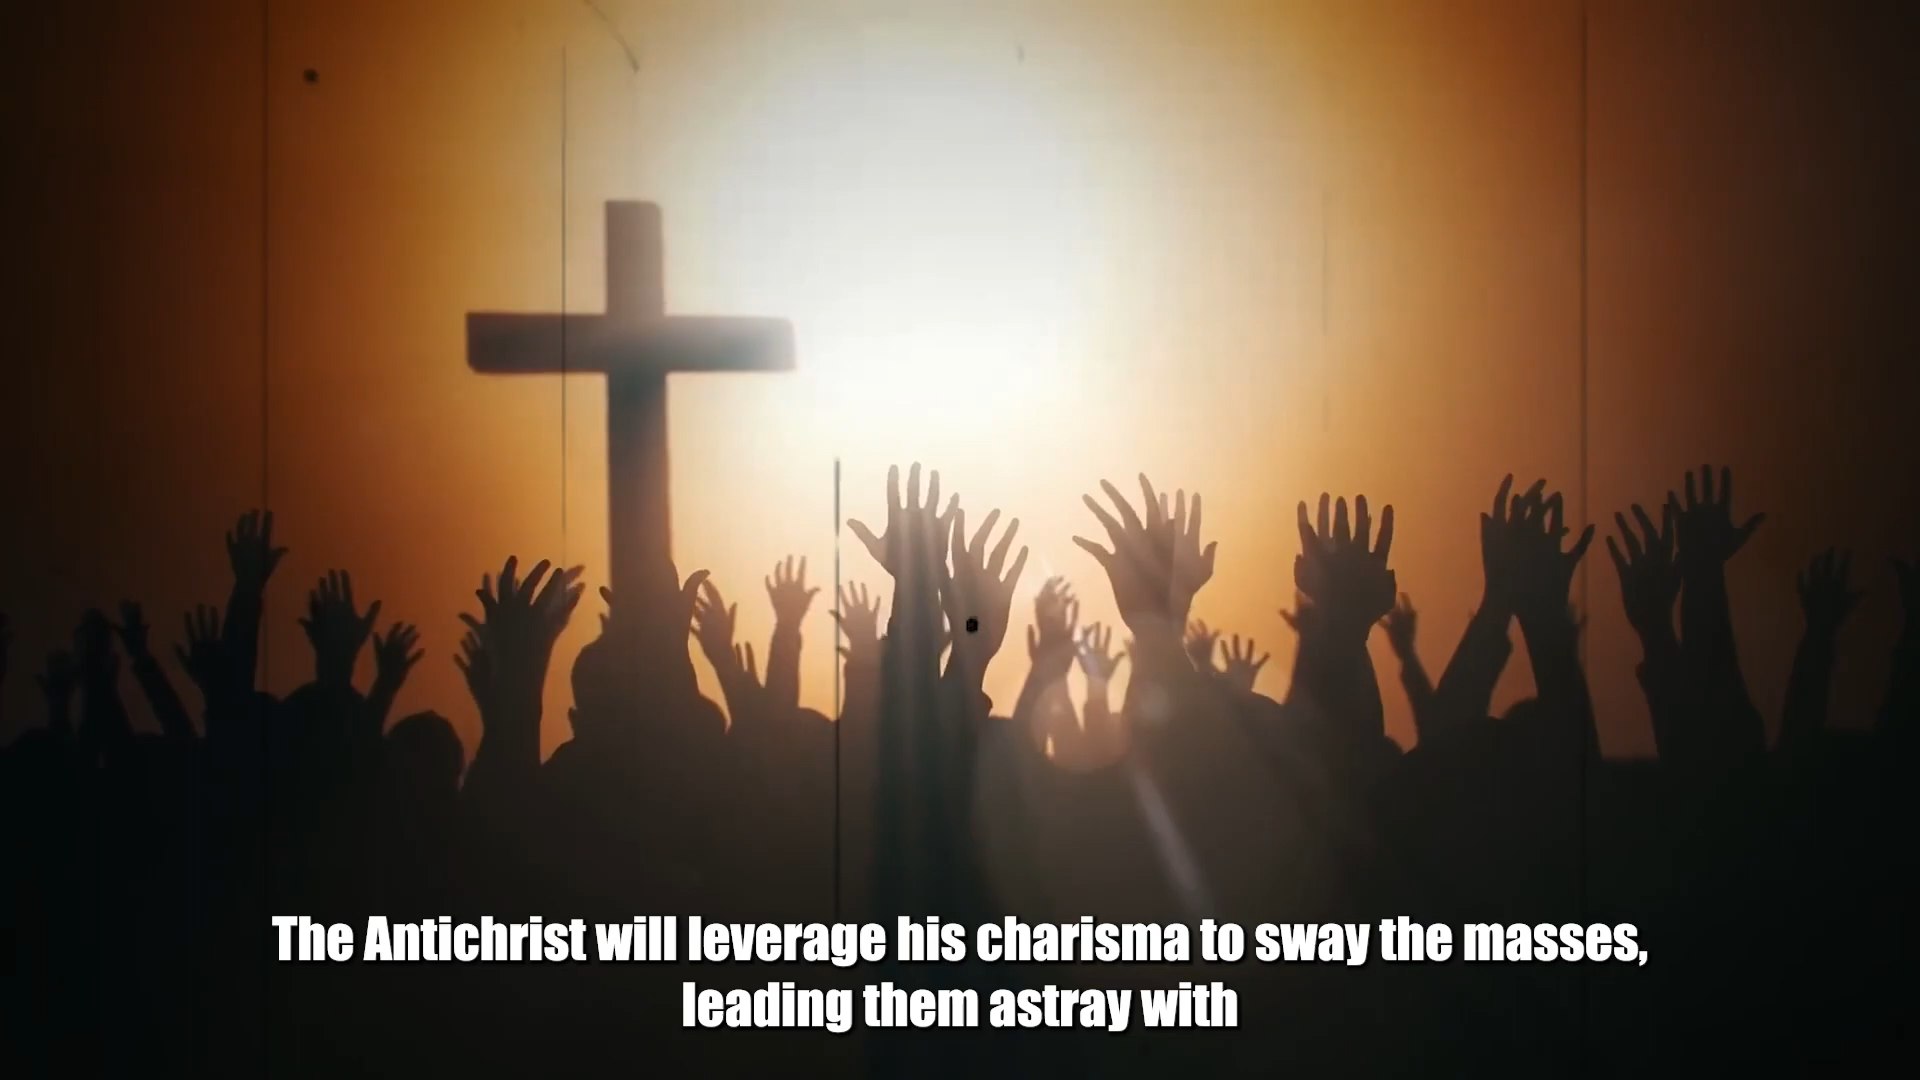 The Antichrist will leverage his charisma to sway the masses,
leading them astray with